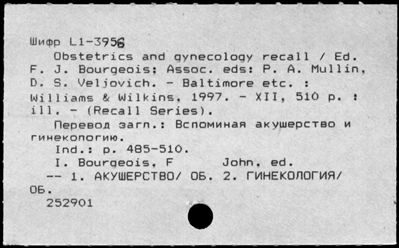 Шифр L1-3956
Obstetrics and gynecology recall / Ed.
F. J. Bourgeois; Assoc. eds: P. A. Mullin,
D. S. Veljovich. - Baltimore etc. :
Williams & Wilkins, 1997. - XII, 510 p. :
ill. - (Recall Series).
Перевод загл.: Вспоминая акушерство и
гинекологию.
Ind.: p. 485-510.
I. Bourgeois, F John, ed.
-- 1. АКУШЕРСТВО/ ОБ. 2. ГИНЕКОЛОГИЯ/
ОБ.
252901